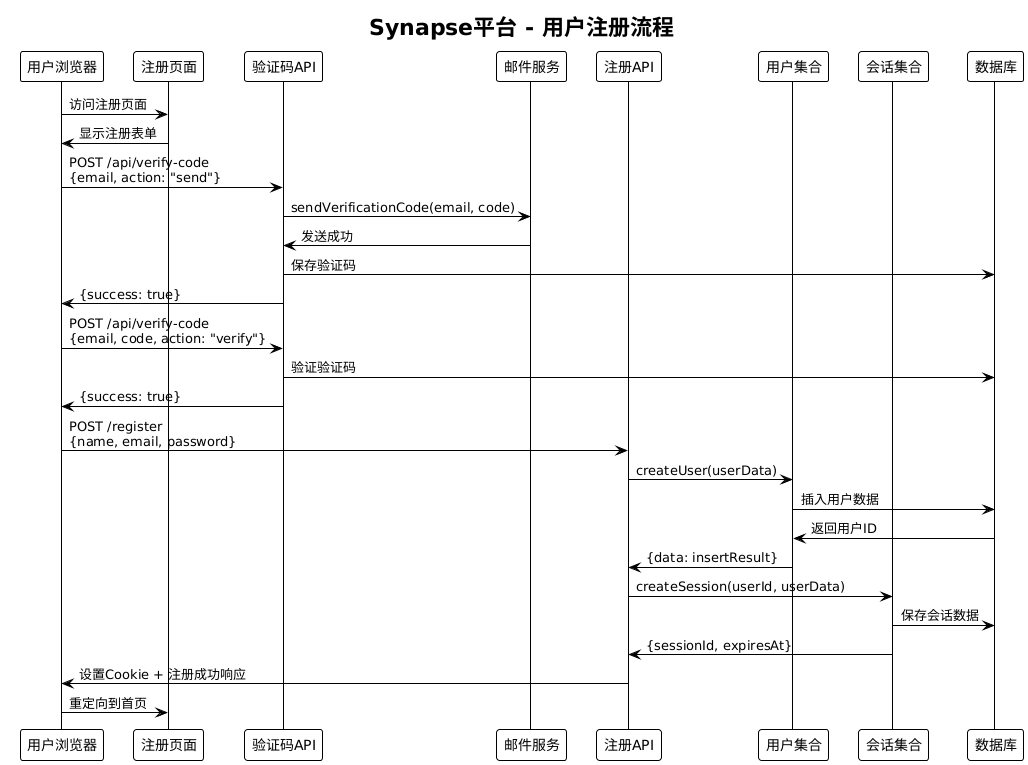 Synapse平台 - 用户注册流程
用户浏览器 注册页面 验证码API 邮件服务 注册API 用户集合 会话集合 数据库
访问注册页面
显示注册表单
POST /api/verify-code
{email, action: "send"}
sendVerificationCode(email, code)
发送成功
保存验证码
{success: true}
POST /api/verify-code
{email, code, action: "verify"}
验证验证码
{success: true}
POST /register
{name, email, password}
createUser(userData)
插入用户数据
返回用户ID
{data: insertResult}
createSession(userId, userData)
保存会话数据
{sessionId, expiresAt}
设置Cookie + 注册成功响应
重定向到首页
用户浏览器 注册页面 验证码API 邮件服务 注册API 用户集合 会话集合 数据库